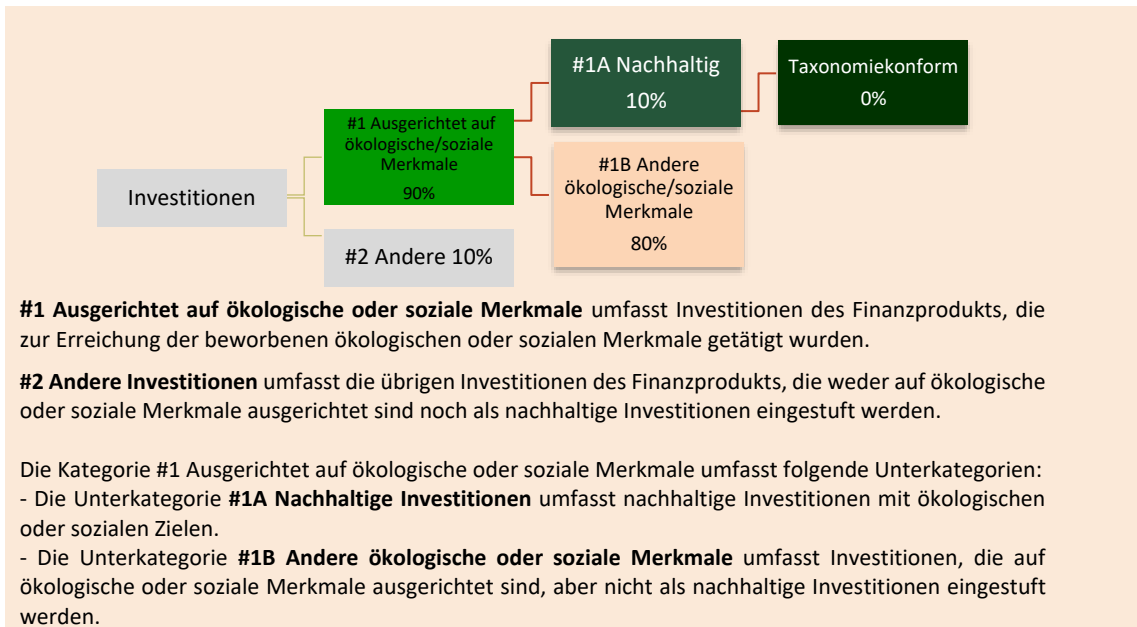 #1A Nachhaltig
10%
Taxonomiekonform
0%
#1 Ausgerichtet auf
ökologische/soziale
Merkmale
90%
#1B Andere
ökologische/soziale
Merkmale
80%
Investitionen
#2 Andere 10%
#1 Ausgerichtet auf ökologische oder soziale Merkmale umfasst Investitionen des Finanzprodukts, die
zur Erreichung der beworbenen ökologischen oder sozialen Merkmale getätigt wurden.
#2 Andere Investitionen umfasst die übrigen Investitionen des Finanzprodukts, die weder auf ökologische
oder soziale Merkmale ausgerichtet sind noch als nachhaltige Investitionen eingestuft werden.
Die Kategorie #1 Ausgerichtet auf ökologische oder soziale Merkmale umfasst folgende Unterkategorien:
- Die Unterkategorie #1A Nachhaltige Investitionen umfasst nachhaltige Investitionen mit ökologischen
oder sozialen Zielen.
- Die Unterkategorie #1B Andere ökologische oder soziale Merkmale umfasst Investitionen, die auf
ökologische oder soziale Merkmale ausgerichtet sind, aber nicht als nachhaltige Investitionen eingestuft
werden.